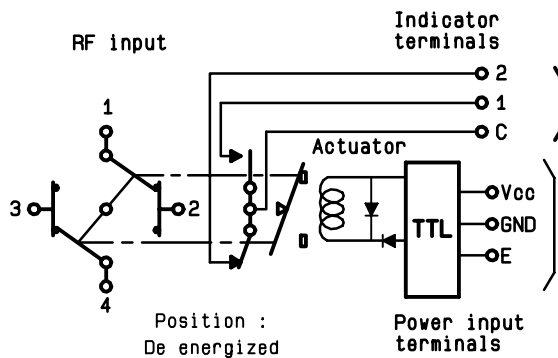 Indicator
terminals
RF input
2
1
C
1
Actuator
3
2
Vcc
GND
TTL
E
4
Position :
De energized
Power input
terminals